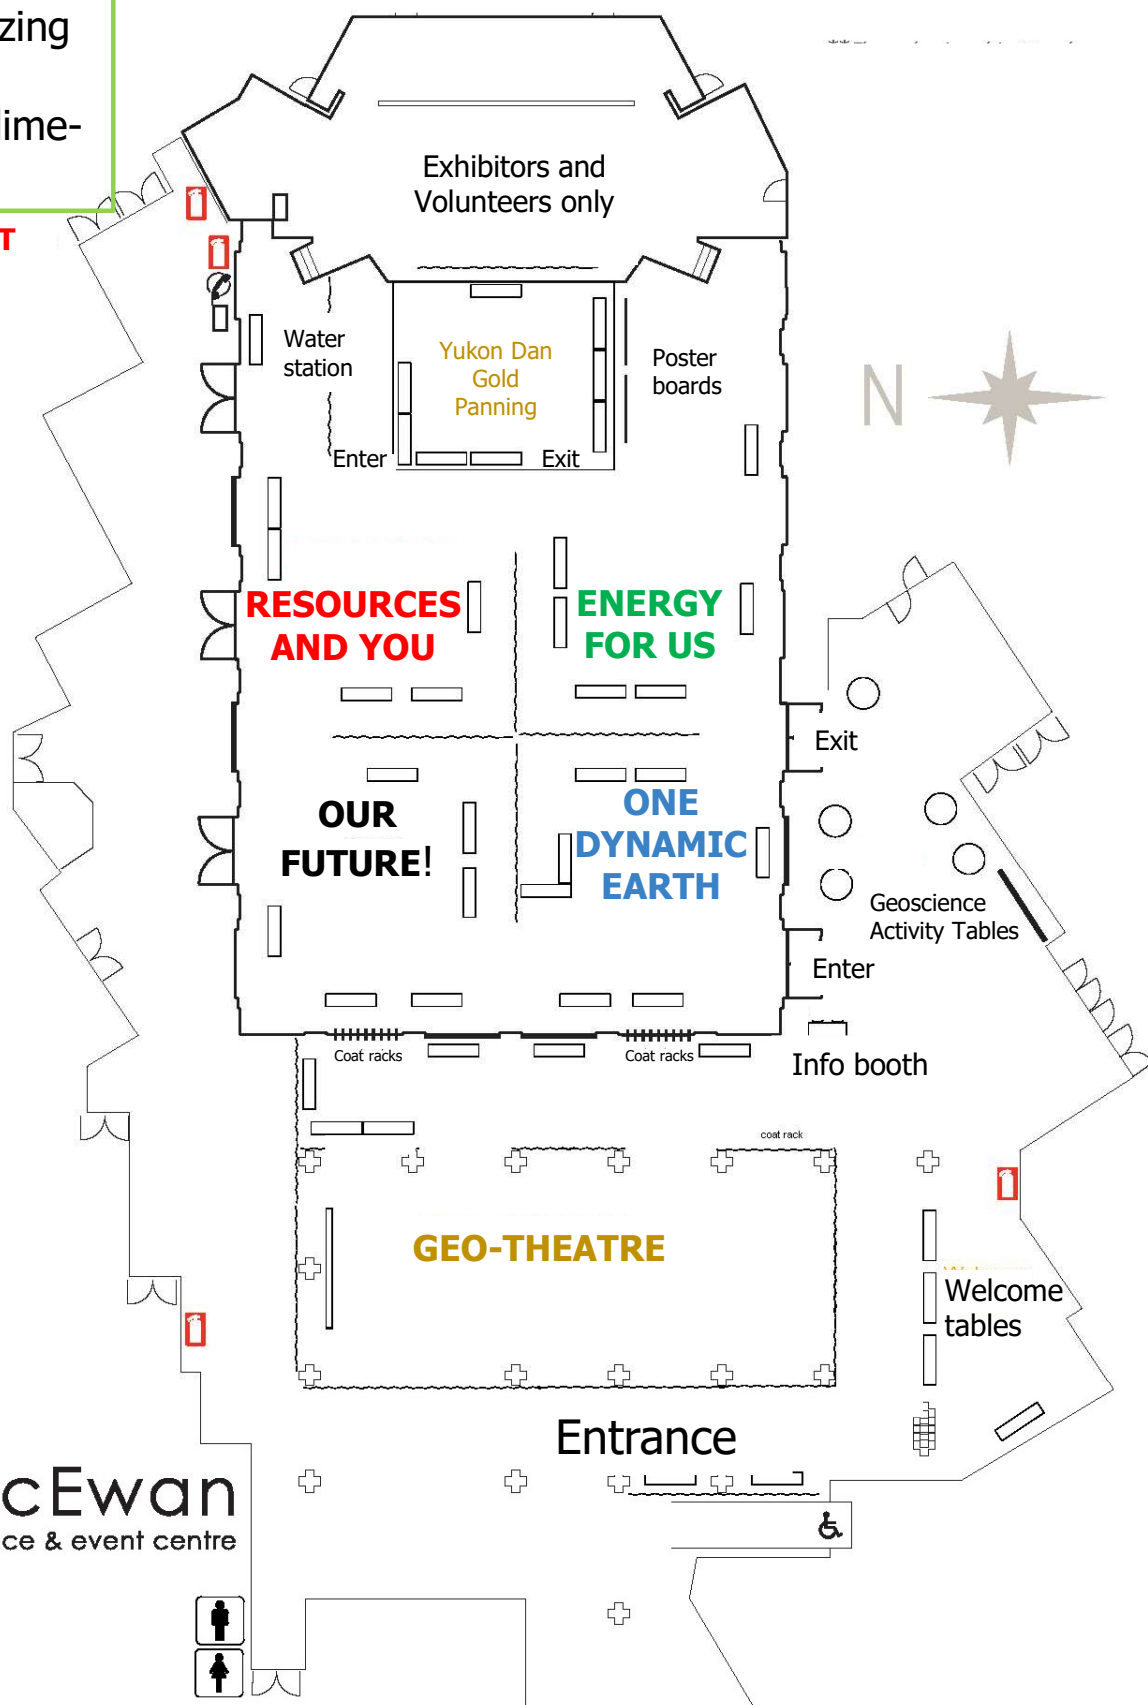 zing
lime-
T
Exhibitors and
Volunteers only
Water
station
Yukon Dan
Gold
Panning
Poster
boards
N
Enter
Exit
RESOURCES
AND YOU
ENERGY
FOR US
Exit
OUR
FUTURE!
ONE
DYNAMIC
EARTH
Geoscience
Activity Tables
Enter
Coat racks
Coat racks
Info booth
coat rack
GEO-THEATRE
Welcome
tables
Entrance
cEwan
ce & event centre